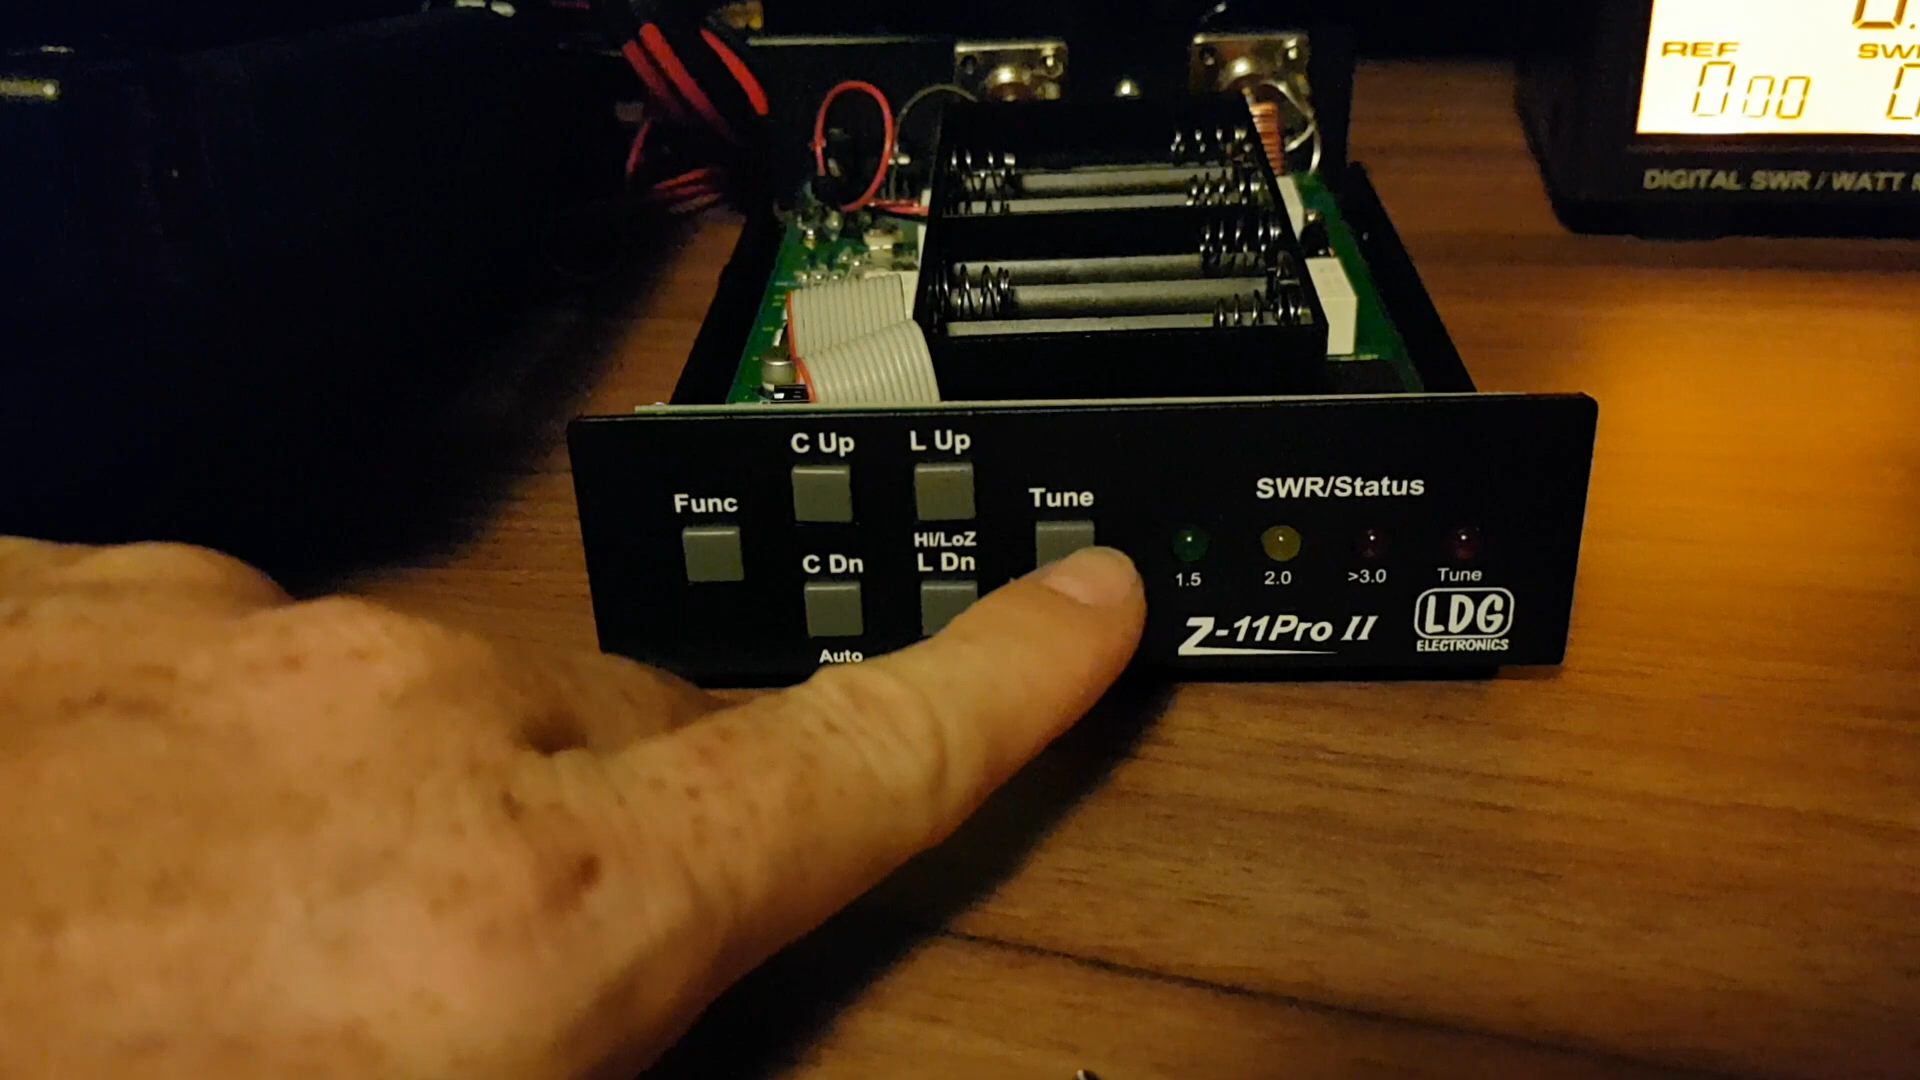 REF
SW
000
DIGITAL SWR / WATT
C Up
L Up
Func
Tune
SWR/Status
Hi/LoZ
C Dn
L Dn
1.5
2.0
>3.0
Tune
Auto
Z-11Pro II
LDG
ELECTRONICS